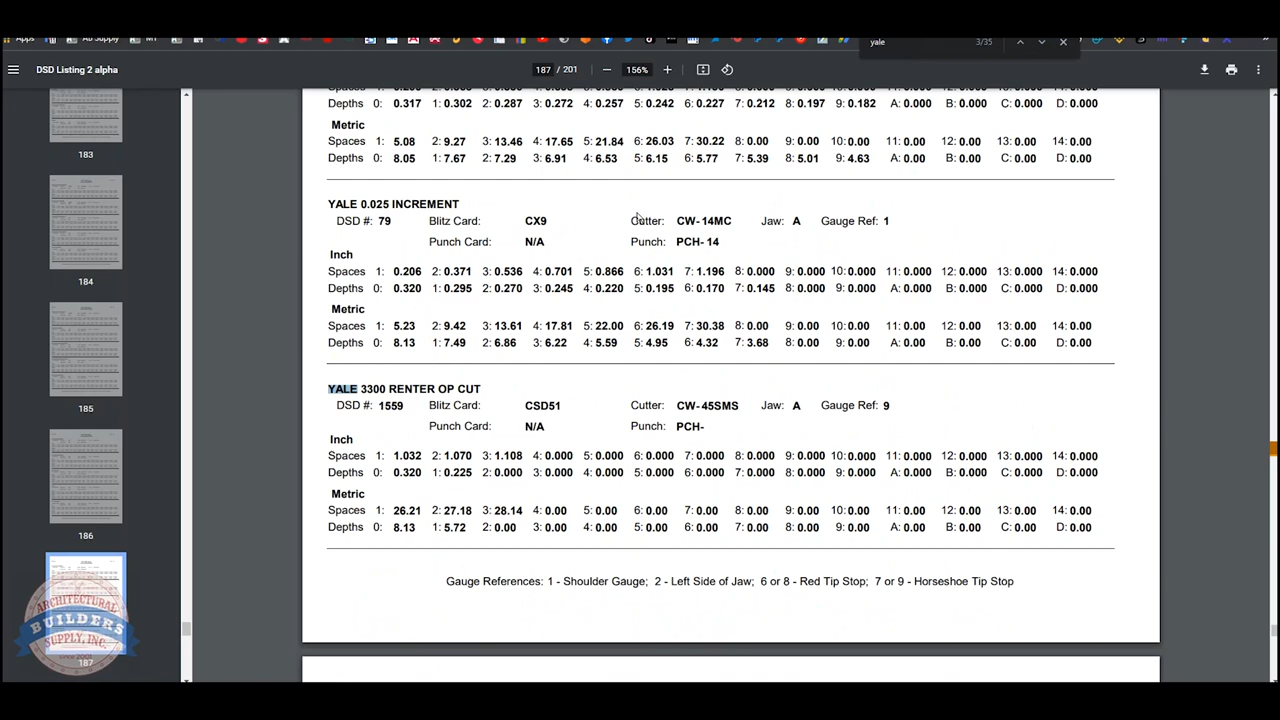 Apps
AB Supply
yale
3/35
DSD Listing 2 alpha
187 / 201
156%
Depths 0: 0.317 1: 0.302 2: 0.287 3: 0.272 4: 0.257 5: 0.242 6: 0.227 7: 0.212 8: 0.197 9: 0.182 A: 0.000 B: 0.000 C: 0.000 D: 0.000
Metric
Spaces 1: 5.08 2: 9.27 3: 13.46 4: 17.65 5: 21.84 6: 26.03 7: 30.22 8: 0.00 9: 0.00 10: 0.00 11: 0.00 12: 0.00 13: 0.00 14: 0.00
Depths 0: 8.05 1: 7.67 2: 7.29 3: 6.91 4: 6.53 5: 6.15 6: 5.77 7: 5.39 8: 5.01 9: 4.63 A: 0.00 B: 0.00 C: 0.00 D: 0.00
YALE 0.025 INCREMENT
DSD #: 79 Blitz Card: CX9 Cutter: CW-14MC Jaw: A Gauge Ref: 1
Punch Card: N/A Punch: PCH- 14
Inch
Spaces 1: 0.206 2: 0.371 3: 0.536 4: 0.701 5: 0.866 6: 1.031 7: 1.196 8: 0.000 9: 0.000 10: 0.000 11: 0.000 12: 0.000 13: 0.000 14: 0.000
Depths 0: 0.320 1: 0.295 2: 0.270 3: 0.245 4: 0.220 5: 0.195 6: 0.170 7: 0.145 8: 0.000 9: 0.000 A: 0.000 B: 0.000 C: 0.000 D: 0.000
Metric
Spaces 1: 5.23 2: 9.42 3: 13.61 4: 17.81 5: 22.00 6: 26.19 7: 30.38 8: 0.00 9: 0.00 10: 0.00 11: 0.00 12: 0.00 13: 0.00 14: 0.00
Depths 0: 8.13 1: 7.49 2: 6.86 3: 6.22 4: 5.59 5: 4.95 6: 4.32 7: 3.68 8: 0.00 9: 0.00 A: 0.00 B: 0.00 C: 0.00 D: 0.00
YALE 3300 RENTER OP CUT
DSD #: 1559 Blitz Card: CSD51 Cutter: CW-45SMS Jaw: A Gauge Ref: 9
Punch Card: N/A Punch: PCH-
Inch
Spaces 1: 1.032 2: 1.070 3: 1.108 4: 0.000 5: 0.000 6: 0.000 7: 0.000 8: 0.000 9: 0.000 10: 0.000 11: 0.000 12: 0.000 13: 0.000 14: 0.000
Depths 0: 0.320 1: 0.225 2: 0.000 3: 0.000 4: 0.000 5: 0.000 6: 0.000 7: 0.000 8: 0.000 9: 0.000 A: 0.000 B: 0.000 C: 0.000 D: 0.000
Metric
Spaces 1: 26.21 2: 27.18 3: 28.14 4: 0.00 5: 0.00 6: 0.00 7: 0.00 8: 0.00 9: 0.00 10: 0.00 11: 0.00 12: 0.00 13: 0.00 14: 0.00
Depths 0: 8.13 1: 5.72 2: 0.00 3: 0.00 4: 0.00 5: 0.00 6: 0.00 7: 0.00 8: 0.00 9: 0.00 A: 0.00 B: 0.00 C: 0.00 D: 0.00
Gauge References: 1 - Shoulder Gauge; 2 - Left Side of Jaw; 6 or 8 - Red Tip Stop; 7 or 9 - Horseshoe Tip Stop
183
184
185
186
187
ARCHITECTURAL
BUILDERS
SUPPLY, INC.